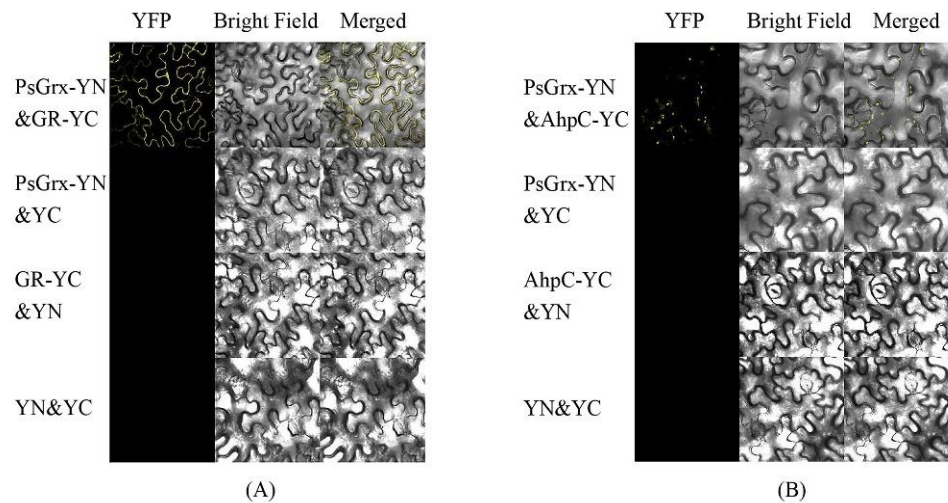 YFP Bright Field Merged
PsGrx-YN
&GR-YC
PsGrx-YN
&YC
GR-YC
&YN
YN&YC
(A)
YFP Bright Field Merged
PsGrx-YN
&AhpC-YC
PsGrx-YN
&YC
AhpC-YC
&YN
YN&YC
(B)